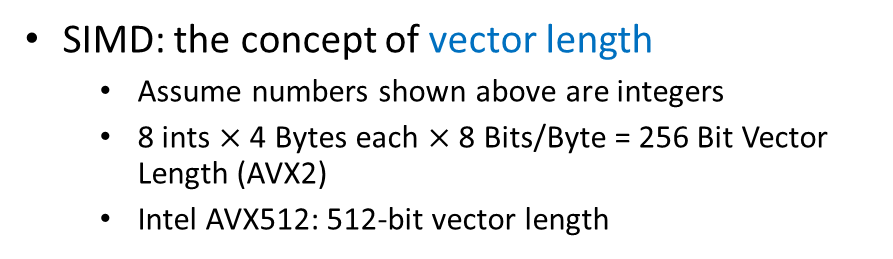 • SIMD: the concept of vector length
• Assume numbers shown above are integers
• 8 ints × 4 Bytes each × 8 Bits/Byte = 256 Bit Vector
Length (AVX2)
• Intel AVX512: 512-bit vector length